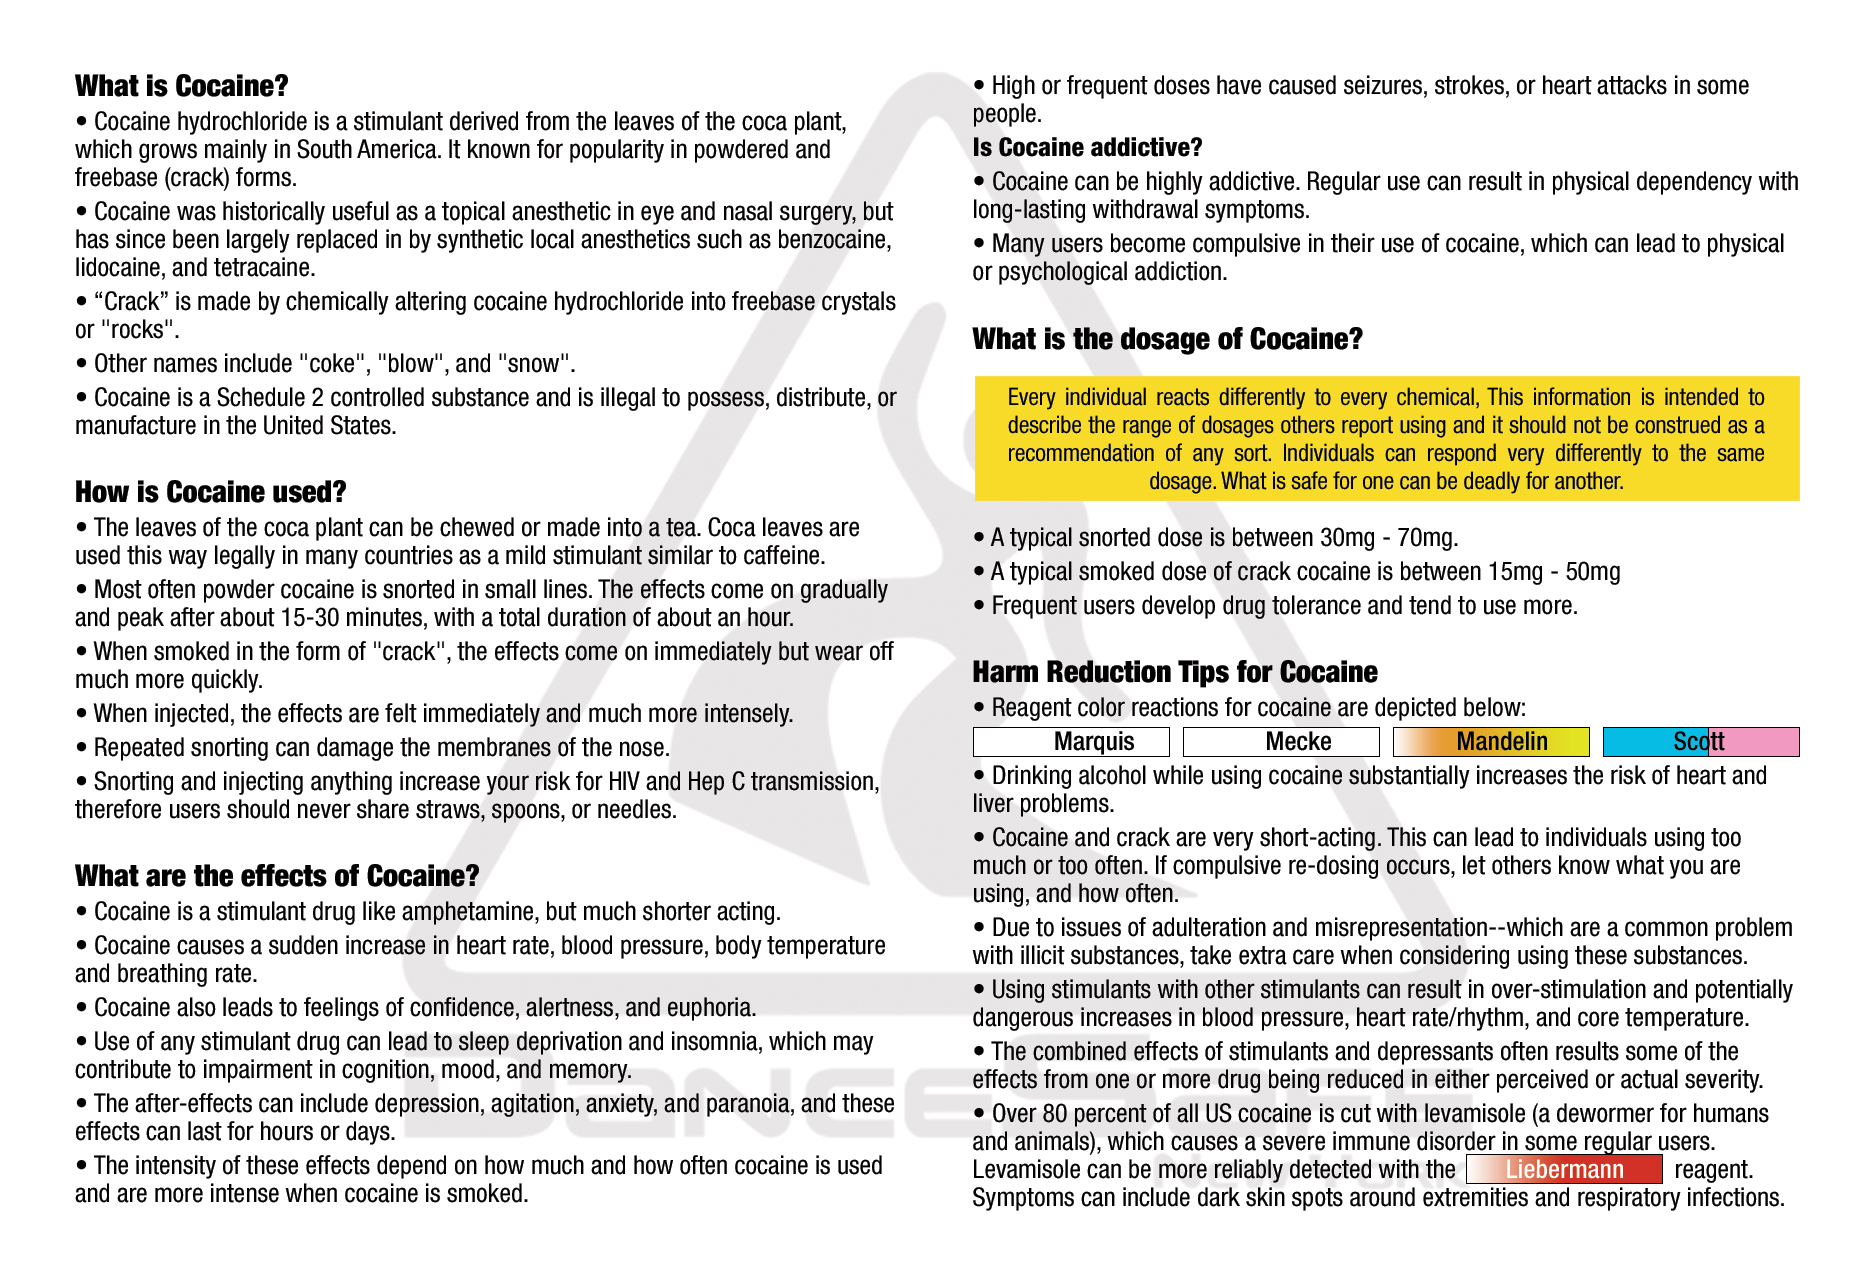 What is Cocaine?
• Cocaine hydrochloride is a stimulant derived from the leaves of the coca plant,
which grows mainly in South America. It known for popularity in powdered and
freebase (crack) forms.
• Cocaine was historically useful as a topical anesthetic in eye and nasal surgery, but
has since been largely replaced in by synthetic local anesthetics such as benzocaine,
lidocaine, and tetracaine.
• “Crack” is made by chemically altering cocaine hydrochloride into freebase crystals
or "rocks".
• Other names include "coke", "blow", and "snow".
• Cocaine is a Schedule 2 controlled substance and is illegal to possess, distribute, or
manufacture in the United States.
How is Cocaine used?
• The leaves of the coca plant can be chewed or made into a tea. Coca leaves are
used this way legally in many countries as a mild stimulant similar to caffeine.
• Most often powder cocaine is snorted in small lines. The effects come on gradually
and peak after about 15-30 minutes, with a total duration of about an hour.
• When smoked in the form of "crack", the effects come on immediately but wear off
much more quickly.
• When injected, the effects are felt immediately and much more intensely.
• Repeated snorting can damage the membranes of the nose.
• Snorting and injecting anything increase your risk for HIV and Hep C transmission,
therefore users should never share straws, spoons, or needles.
What are the effects of Cocaine?
• Cocaine is a stimulant drug like amphetamine, but much shorter acting.
• Cocaine causes a sudden increase in heart rate, blood pressure, body temperature
and breathing rate.
• Cocaine also leads to feelings of confidence, alertness, and euphoria.
• Use of any stimulant drug can lead to sleep deprivation and insomnia, which may
contribute to impairment in cognition, mood, and memory.
• The after-effects can include depression, agitation, anxiety, and paranoia, and these
effects can last for hours or days.
• The intensity of these effects depend on how much and how often cocaine is used
and are more intense when cocaine is smoked.
• High or frequent doses have caused seizures, strokes, or heart attacks in some
people.
Is Cocaine addictive?
• Cocaine can be highly addictive. Regular use can result in physical dependency with
long-lasting withdrawal symptoms.
• Many users become compulsive in their use of cocaine, which can lead to physical
or psychological addiction.
What is the dosage of Cocaine?
Every individual reacts differently to every chemical, This information is intended to
describe the range of dosages others report using and it should not be construed as a
recommendation of any sort. Individuals can respond very differently to the same
dosage. What is safe for one can be deadly for another.
• A typical snorted dose is between 30mg - 70mg.
• A typical smoked dose of crack cocaine is between 15mg - 50mg
• Frequent users develop drug tolerance and tend to use more.
Harm Reduction Tips for Cocaine
• Reagent color reactions for cocaine are depicted below:
Marquis Mecke Mandelin Scott
• Drinking alcohol while using cocaine substantially increases the risk of heart and
liver problems.
• Cocaine and crack are very short-acting. This can lead to individuals using too
much or too often. If compulsive re-dosing occurs, let others know what you are
using, and how often.
• Due to issues of adulteration and misrepresentation--which are a common problem
with illicit substances, take extra care when considering using these substances.
• Using stimulants with other stimulants can result in over-stimulation and potentially
dangerous increases in blood pressure, heart rate/rhythm, and core temperature.
• The combined effects of stimulants and depressants often results some of the
effects from one or more drug being reduced in either perceived or actual severity.
• Over 80 percent of all US cocaine is cut with levamisole (a dewormer for humans
and animals), which causes a severe immune disorder in some regular users.
Levamisole can be more reliably detected with the Liebermann reagent.
Symptoms can include dark skin spots around extremities and respiratory infections.
DanceSafe
New York